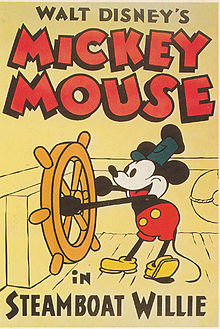 WALT DISNEY'S
MICKEY
MOUSE
in
STEAMBOAT WILLIE